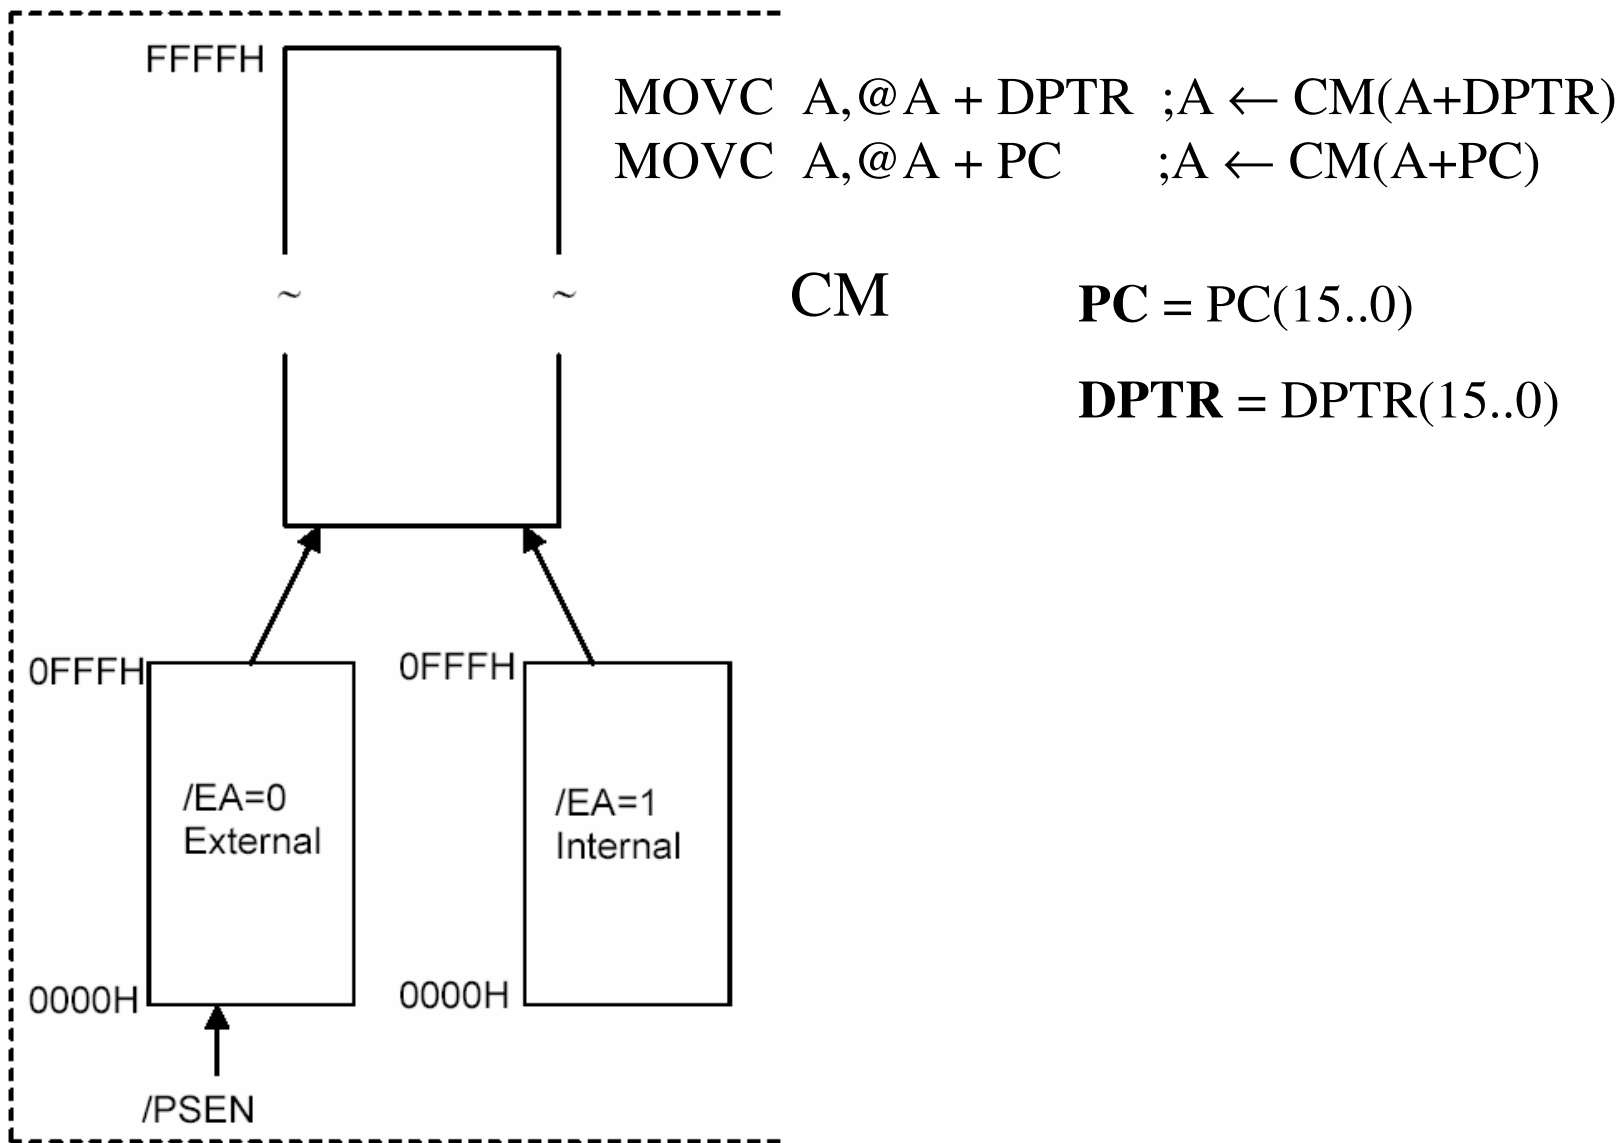 FFFFH
MOVC A,@A + DPTR ;A ← CM(A+DPTR)
MOVC A,@A + PC ;A ← CM(A+PC)
~ ~
CM
PC = PC(15..0)
DPTR = DPTR(15..0)
0FFFH
0FFFH
/EA=0
External
/EA=1
Internal
0000H
0000H
/PSEN